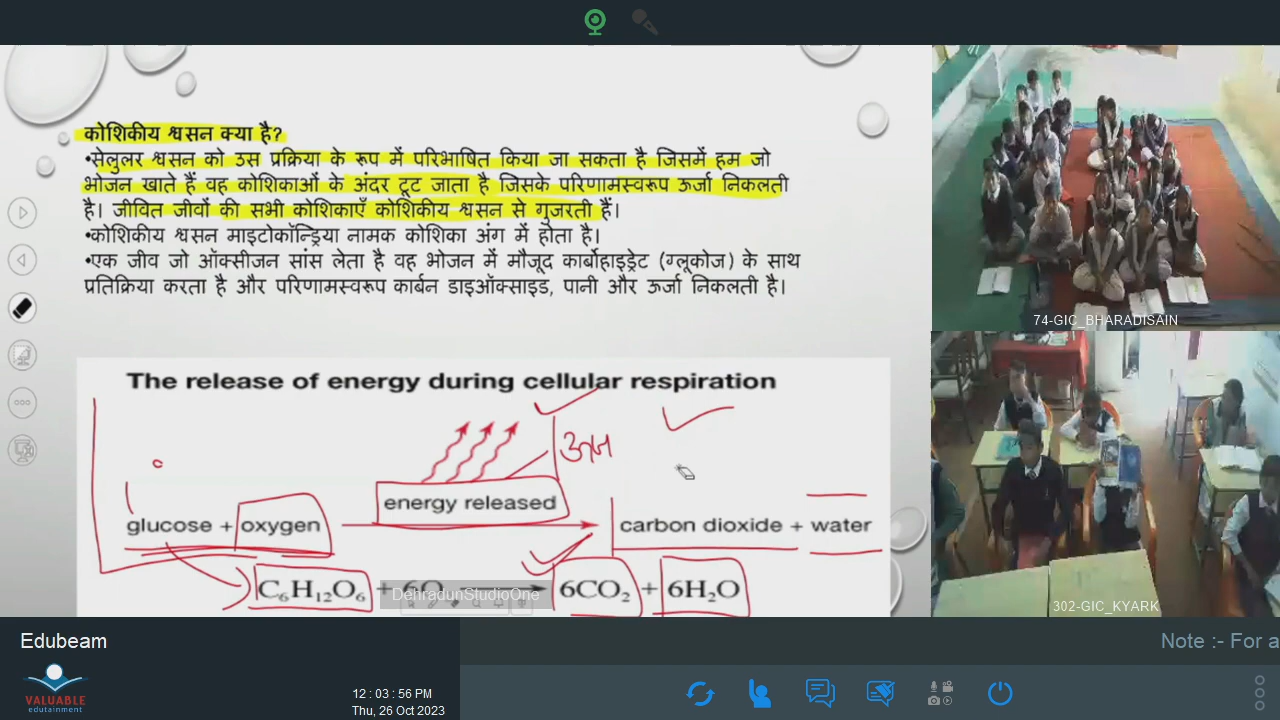 कोशिकीय श्वसन क्या है?
•सेलुलर श्वसन को उस प्रक्रिया के रूप में परिभाषित किया जा सकता है जिसमें हम जो
भोजन खाते हैं वह कोशिकाओं के अंदर टूट जाता है जिसके परिणामस्वरूप ऊर्जा निकलती
है। जीवित जीवों की सभी कोशिकाएँ कोशिकीय श्वसन से गुजरती हैं।
•कोशिकीय श्वसन माइटोकॉन्ड्रिया नामक कोशिका अंग में होता है।
•एक जीव जो ऑक्सीजन सांस लेता है वह भोजन में मौजूद कार्बोहाइड्रेट (ग्लूकोज) के साथ
प्रतिक्रिया करता है और परिणामस्वरूप कार्बन डाइऑक्साइड, पानी और ऊर्जा निकलती है।
The release of energy during cellular respiration
energy released
glucose + oxygen carbon dioxide + water
C₆H₁₂O₆ + 6O 6CO₂ + 6H₂O
DehradunStudioOne
74-GIC_BHARADISAIN
302-GIC_KYARK
Edubeam
Note :- For a
VALUABLE
edutainment
12 : 03 : 56 PM
Thu, 26 Oct 2023